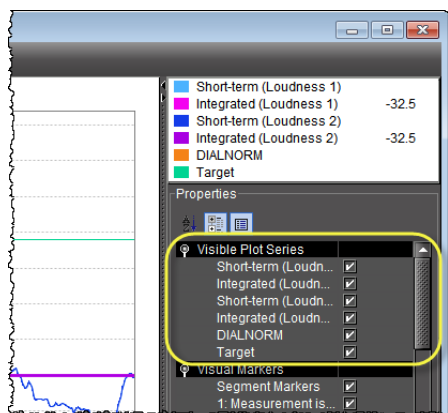 Short-term (Loudness 1)
Integrated (Loudness 1) -32.5
Short-term (Loudness 2)
Integrated (Loudness 2) -32.5
DIALNORM
Target
Properties
Visible Plot Series
Short-term (Loudn...
Integrated (Loudn...
Short-term (Loudn...
Integrated (Loudn...
DIALNORM
Target
Visual Markers
Segment Markers
1: Measurement is...